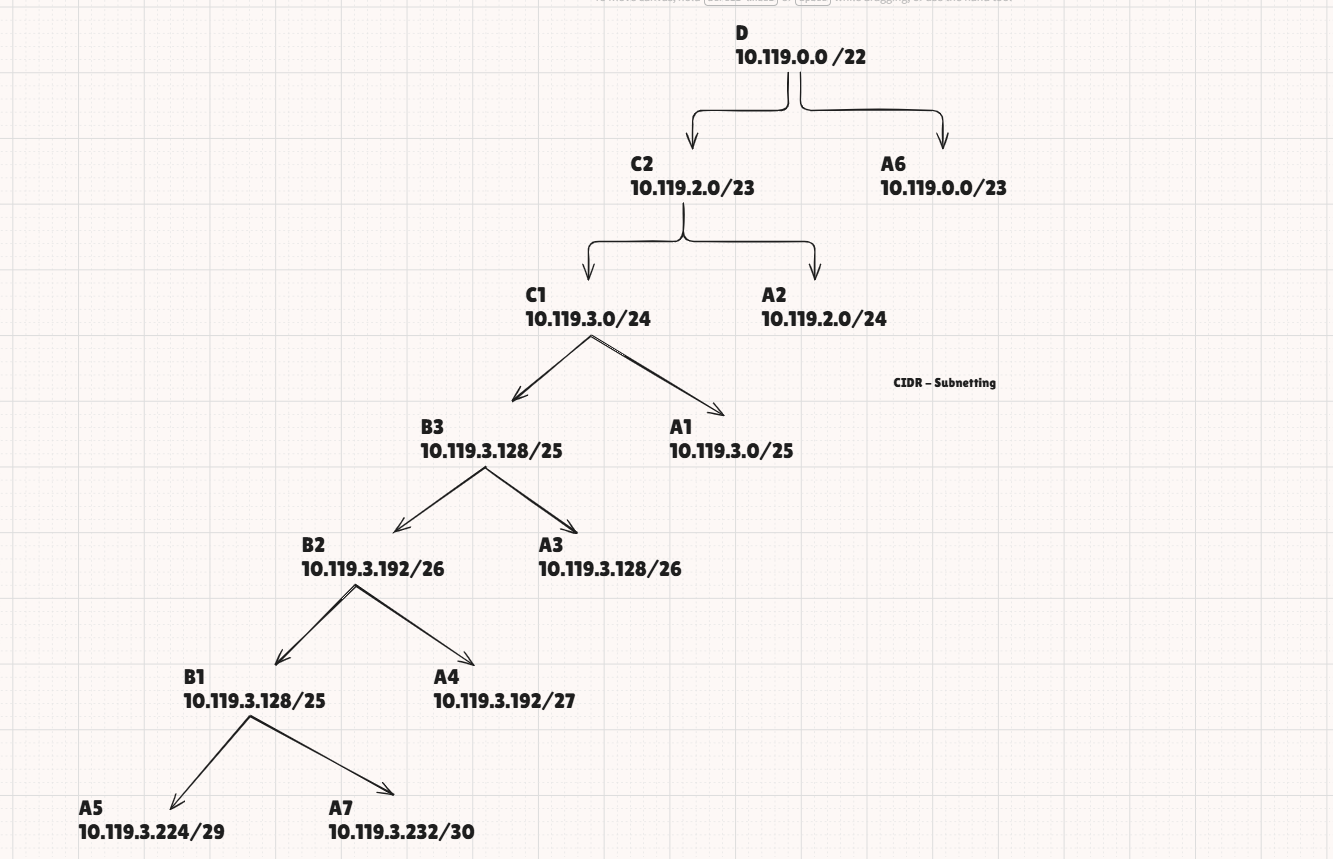 D
10.119.0.0 /22
C2
10.119.2.0/23
A6
10.119.0.0/23
C1
10.119.3.0/24
A2
10.119.2.0/24
CIDR - Subnetting
B3
10.119.3.128/25
A1
10.119.3.0/25
B2
10.119.3.192/26
A3
10.119.3.128/26
B1
10.119.3.128/25
A4
10.119.3.192/27
A5
10.119.3.224/29
A7
10.119.3.232/30